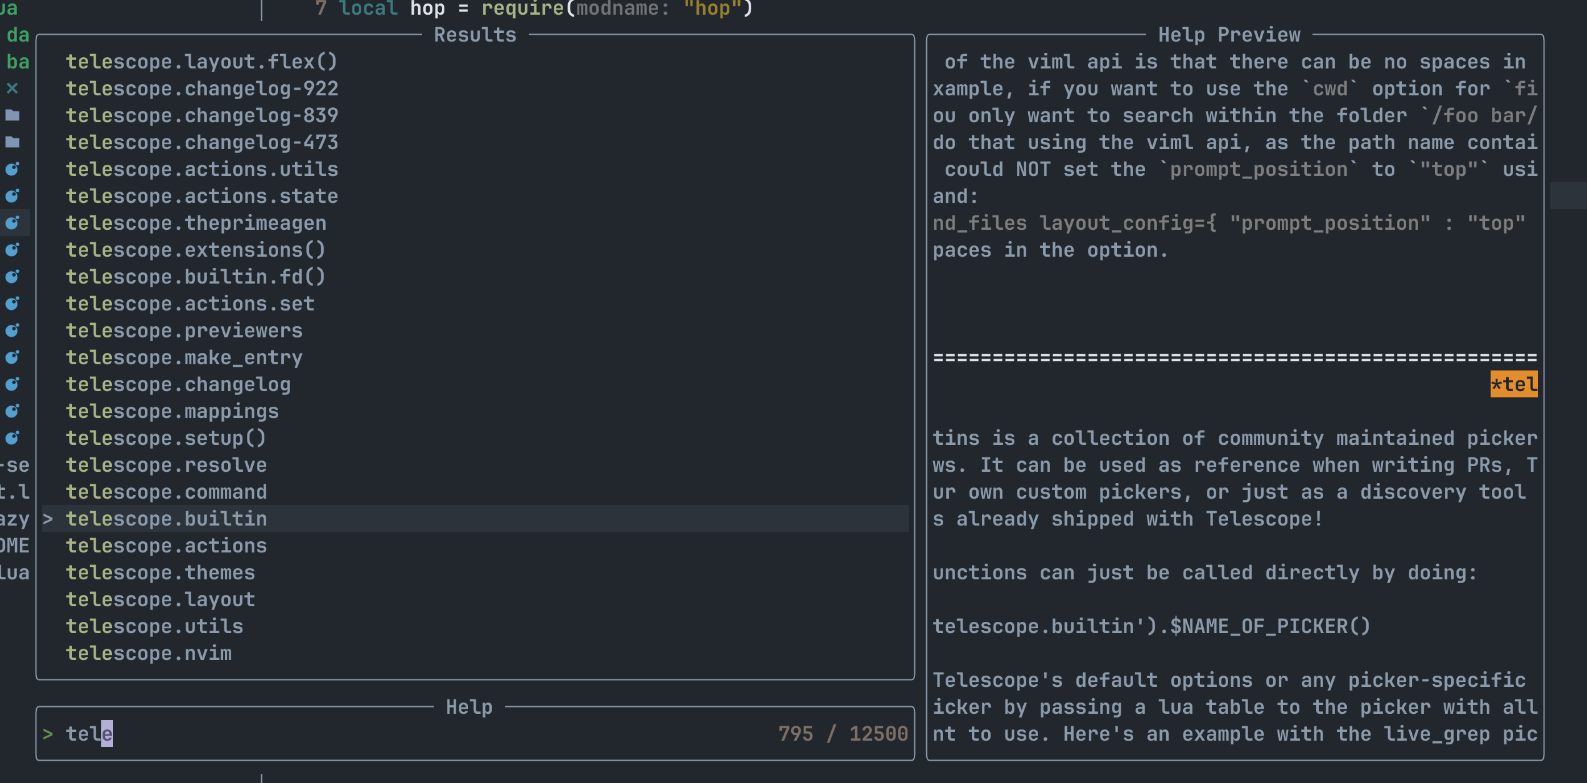 ua
7 local hop = require(modname: "hop")
da
ba
-se
t.l
azy
OME
lua
Results
telescope.layout.flex()
telescope.changelog-922
telescope.changelog-839
telescope.changelog-473
telescope.actions.utils
telescope.actions.state
telescope.theprimeagen
telescope.extensions()
telescope.builtin.fd()
telescope.actions.set
telescope.previewers
telescope.make_entry
telescope.changelog
telescope.mappings
telescope.setup()
telescope.resolve
telescope.command
> telescope.builtin
telescope.actions
telescope.themes
telescope.layout
telescope.utils
telescope.nvim
Help
> tele 795 / 12500
Help Preview
of the viml api is that there can be no spaces in
xample, if you want to use the `cwd` option for `fi
ou only want to search within the folder `/foo bar/
do that using the viml api, as the path name contai
could NOT set the `prompt_position` to `"top"` usi
and:
nd_files layout_config={ "prompt_position" : "top"
paces in the option.
===================================================
*tel
tins is a collection of community maintained picker
ws. It can be used as reference when writing PRs, T
ur own custom pickers, or just as a discovery tool
s already shipped with Telescope!
unctions can just be called directly by doing:
telescope.builtin').$NAME_OF_PICKER()
Telescope's default options or any picker-specific
icker by passing a lua table to the picker with all
nt to use. Here's an example with the live_grep pic